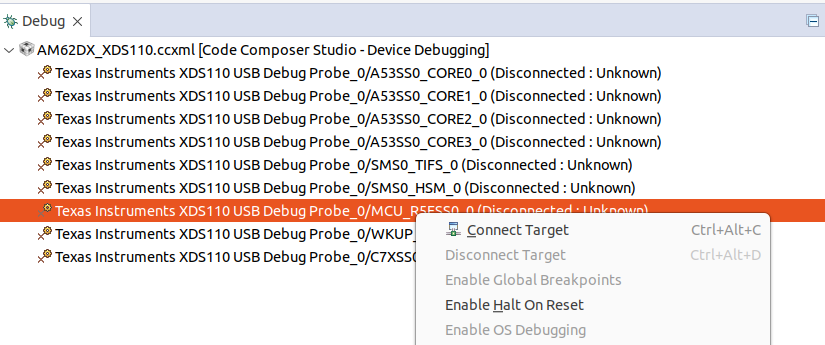 Debug
AM62DX_XDS110.ccxml [Code Composer Studio - Device Debugging]
Texas Instruments XDS110 USB Debug Probe_0/A53SS0_CORE0_0 (Disconnected : Unknown)
Texas Instruments XDS110 USB Debug Probe_0/A53SS0_CORE1_0 (Disconnected : Unknown)
Texas Instruments XDS110 USB Debug Probe_0/A53SS0_CORE2_0 (Disconnected : Unknown)
Texas Instruments XDS110 USB Debug Probe_0/A53SS0_CORE3_0 (Disconnected : Unknown)
Texas Instruments XDS110 USB Debug Probe_0/SMS0_TIFS_0 (Disconnected : Unknown)
Texas Instruments XDS110 USB Debug Probe_0/SMS0_HSM_0 (Disconnected : Unknown)
Texas Instruments XDS110 USB Debug Probe_0/MCU_R5FSS0_0 (Disconnected : Unknown)
Texas Instruments XDS110 USB Debug Probe_0/WKUP_
Texas Instruments XDS110 USB Debug Probe_0/C7XSS0
Connect Target Ctrl+Alt+C
Disconnect Target Ctrl+Alt+D
Enable Global Breakpoints
Enable Halt On Reset
Enable OS Debugging